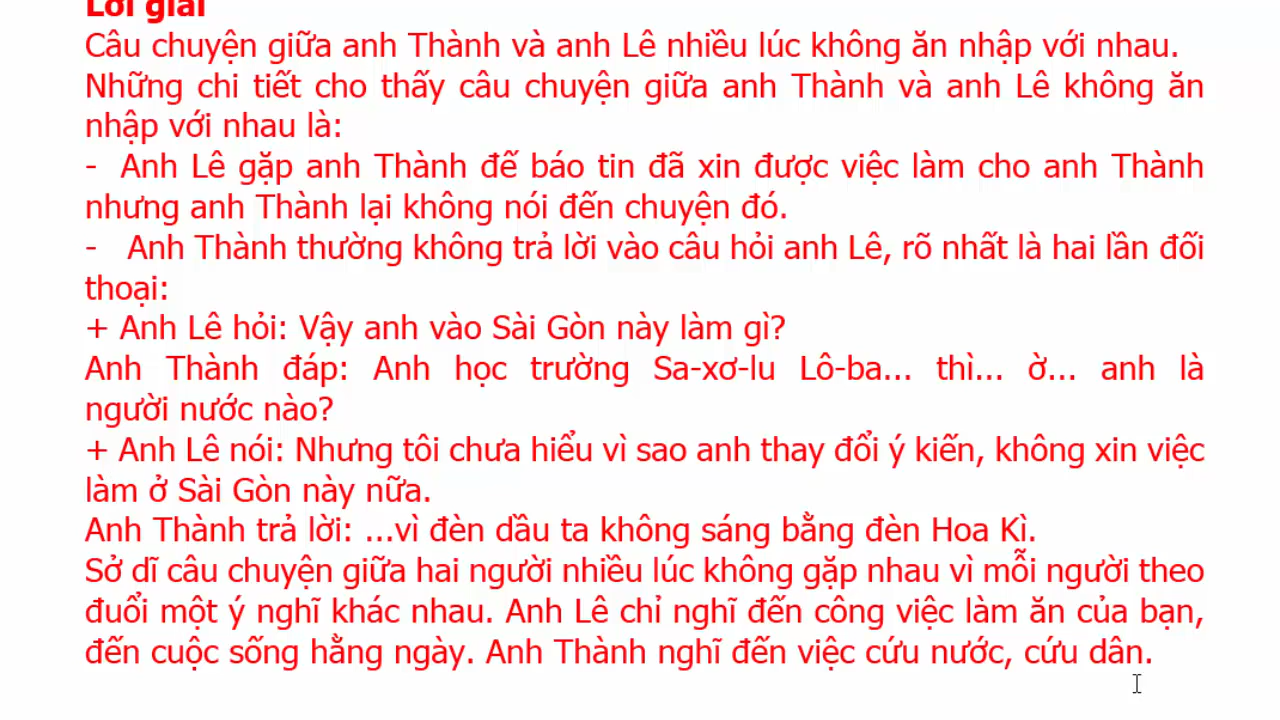 Lời giải
Câu chuyện giữa anh Thành và anh Lê nhiều lúc không ăn nhập với nhau.
Những chi tiết cho thấy câu chuyện giữa anh Thành và anh Lê không ăn
nhập với nhau là:
- Anh Lê gặp anh Thành để báo tin đã xin được việc làm cho anh Thành
nhưng anh Thành lại không nói đến chuyện đó.
- Anh Thành thường không trả lời vào câu hỏi anh Lê, rõ nhất là hai lần đối
thoại:
+ Anh Lê hỏi: Vậy anh vào Sài Gòn này làm gì?
Anh Thành đáp: Anh học trường Sa-xơ-lu Lô-ba... thì... ờ... anh là
người nước nào?
+ Anh Lê nói: Nhưng tôi chưa hiểu vì sao anh thay đổi ý kiến, không xin việc
làm ở Sài Gòn này nữa.
Anh Thành trả lời: ...vì đèn dầu ta không sáng bằng đèn Hoa Kì.
Sở dĩ câu chuyện giữa hai người nhiều lúc không gặp nhau vì mỗi người theo
đuổi một ý nghĩ khác nhau. Anh Lê chỉ nghĩ đến công việc làm ăn của bạn,
đến cuộc sống hằng ngày. Anh Thành nghĩ đến việc cứu nước, cứu dân.